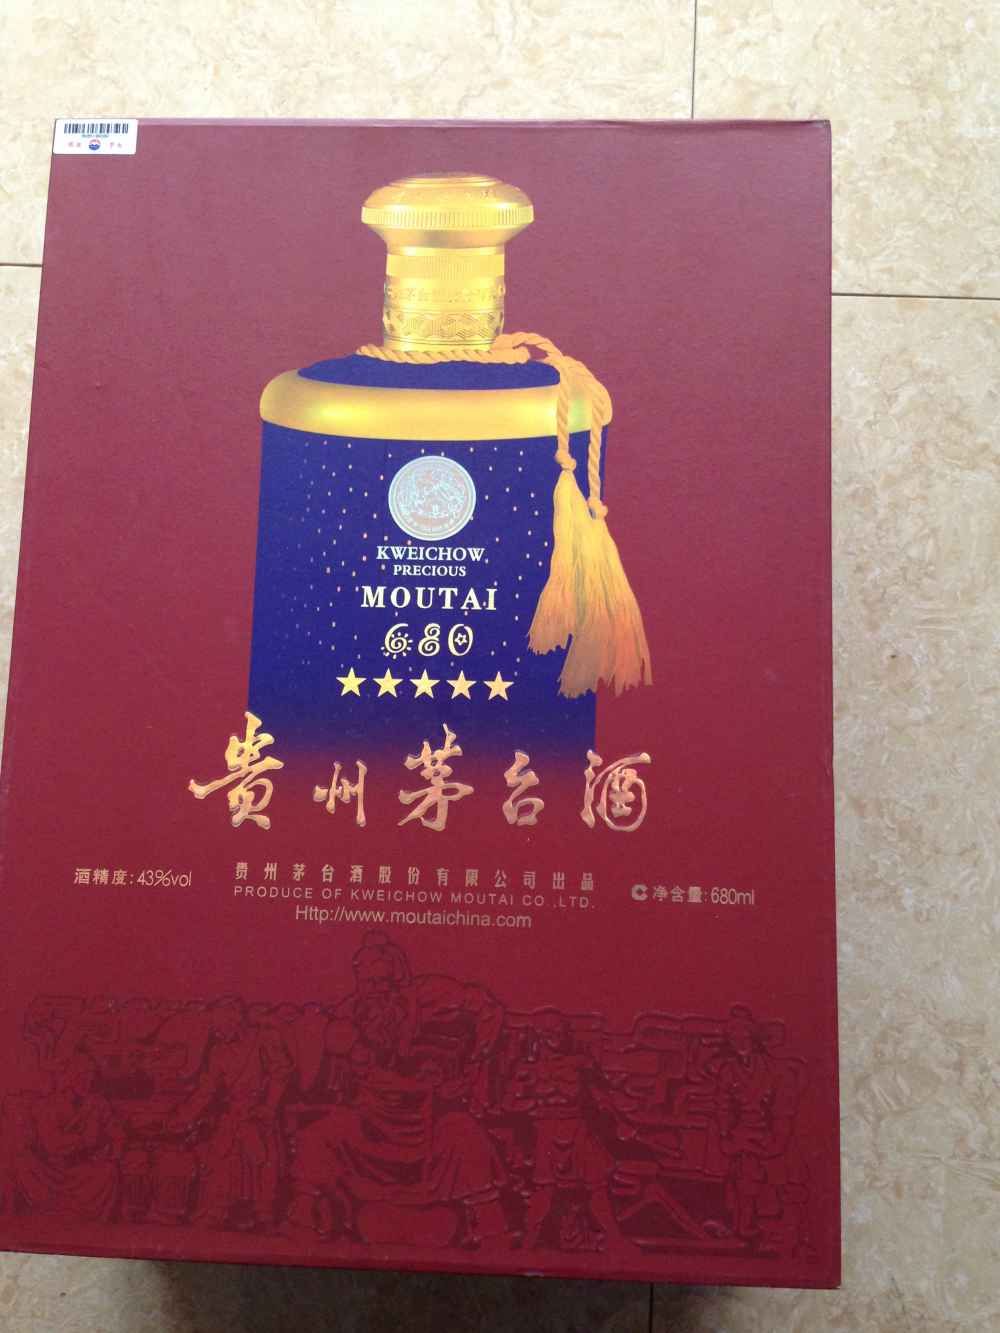 KWEICHOW
PRECIOUS
MOUTAI
680
贵州茅台酒
酒精度:43%vol
贵州茅台酒股份有限公司出品
PRODUCE OF KWEICHOW MOUTAI CO.,LTD.
Http://www.moutaichina.com
净含量:680ml